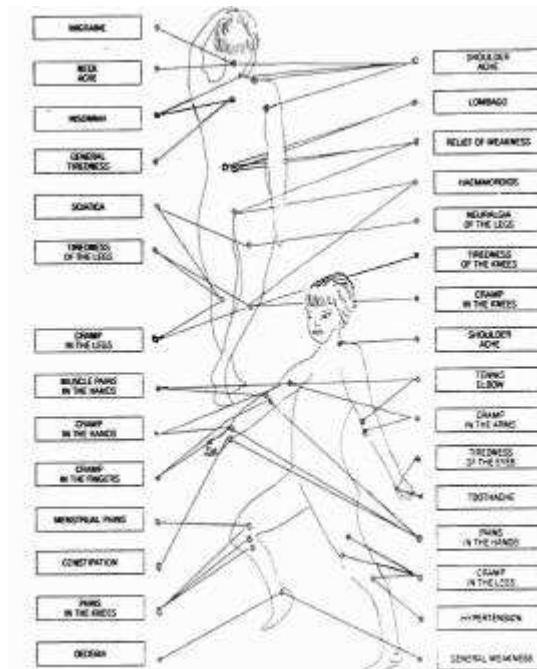 MIGRAINE
NECK
ACHE
INSOMNIA
GENERAL
TIREDNESS
SCIATICA
TIREDNESS
OF THE LEGS
CRAMP
IN THE LEGS
MUSCLE PAINS
IN THE HANDS
CRAMP
IN THE HANDS
CRAMP
IN THE FINGERS
MENSTRUAL PAINS
CONSTIPATION
PAINS
IN THE KNEES
SHOULDER
ACHE
LUMBAGO
RELIEF OF WEAKNESS
HAEMORROIDS
NEURALGIA
OF THE LEGS
TIREDNESS
OF THE KNEES
CRAMP
IN THE KNEES
SHOULDER
ACHE
TENNIS
ELBOW
CRAMP
IN THE ARMS
TIREDNESS
OF THE EYES
TOOTHACHE
PAINS
IN THE HANDS
CRAMP
IN THE LEGS
HYPERTENSION
GENERAL WEAKNESS